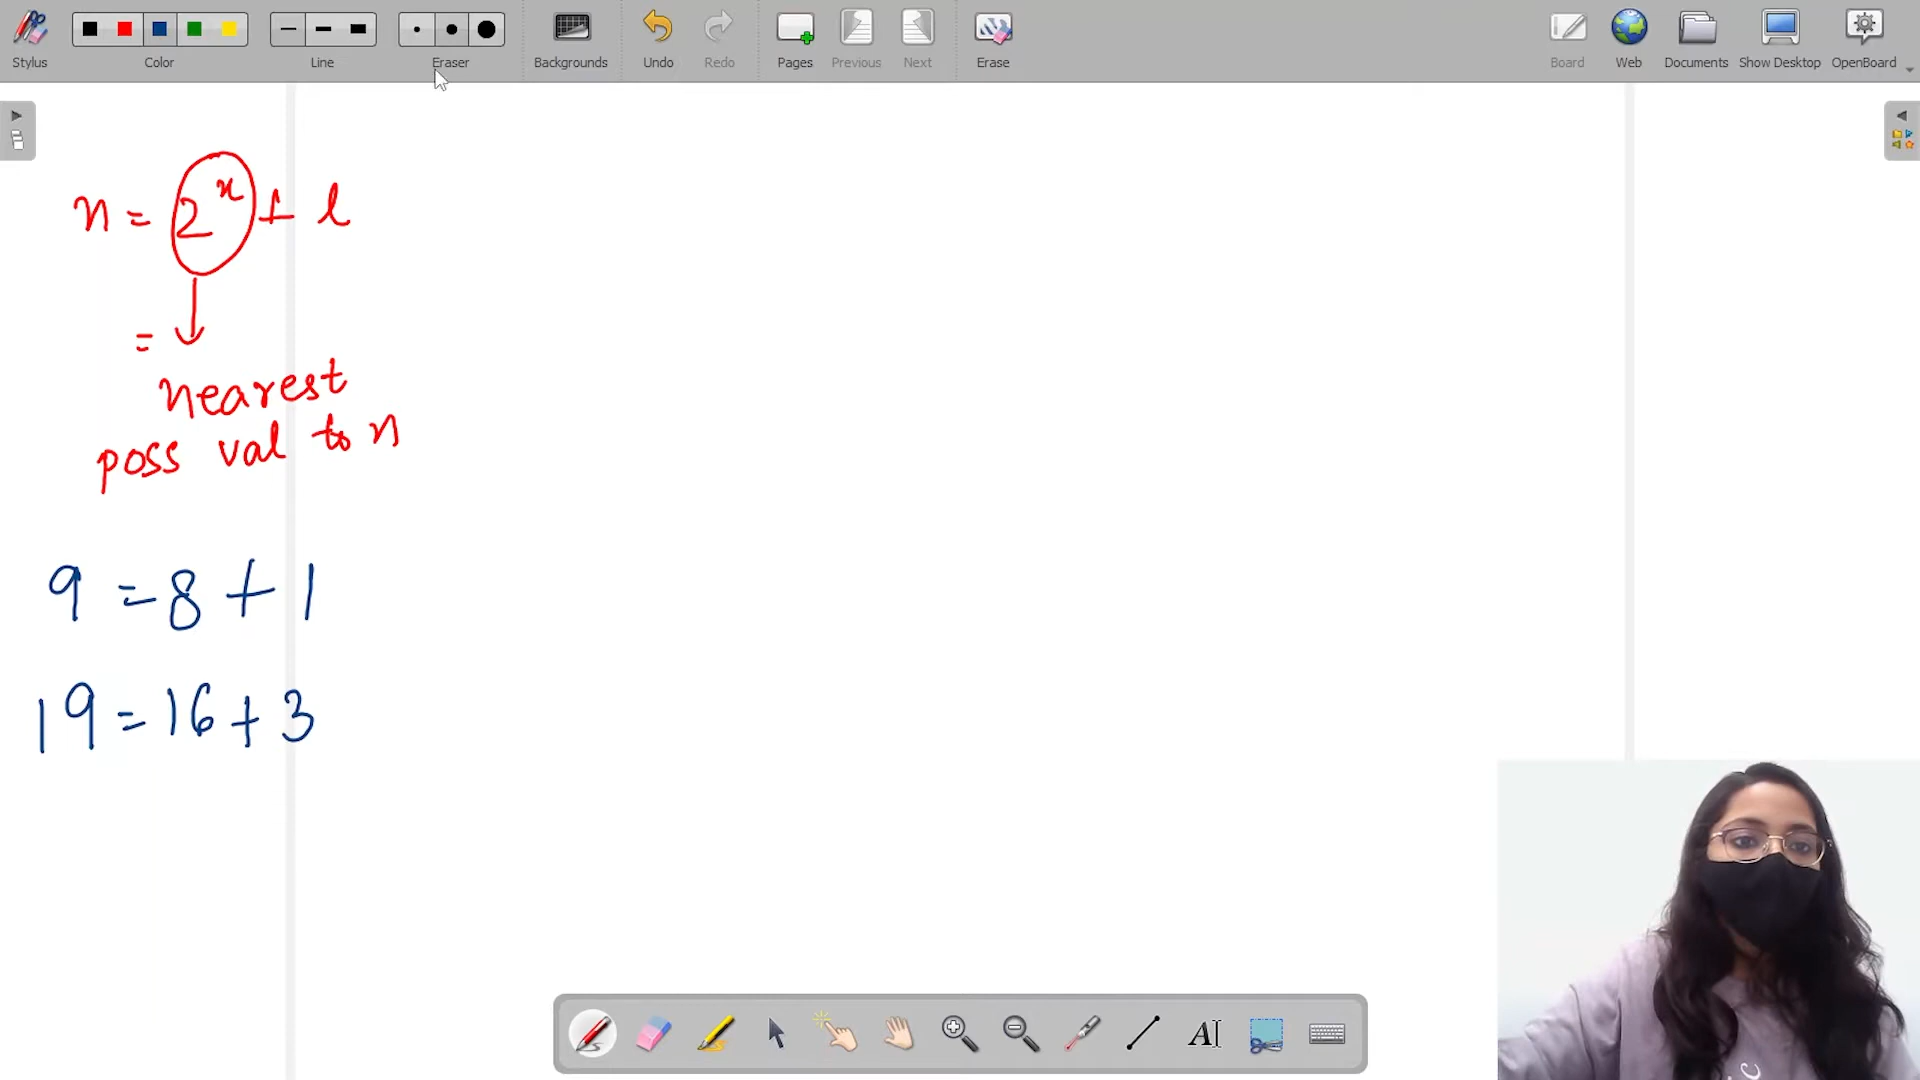 Stylus Color Line Eraser Backgrounds Undo Redo Pages Previous Next Erase Board Web Documents Show Desktop OpenBoard
n = 2^x + l
=
nearest
poss val to n
9 = 8 + 1
19 = 16 + 3
AI